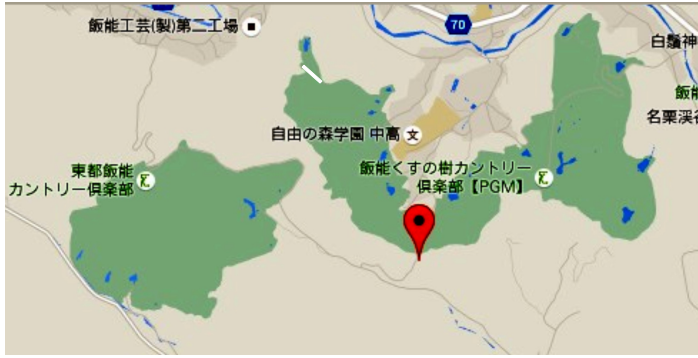 飯能工芸(製)第二工場
70
白鬚神
飯能
名栗渓谷
自由の森学園 中高
文
飯能くすの樹カントリー
倶楽部【PGM】
東都飯能
カントリー倶楽部